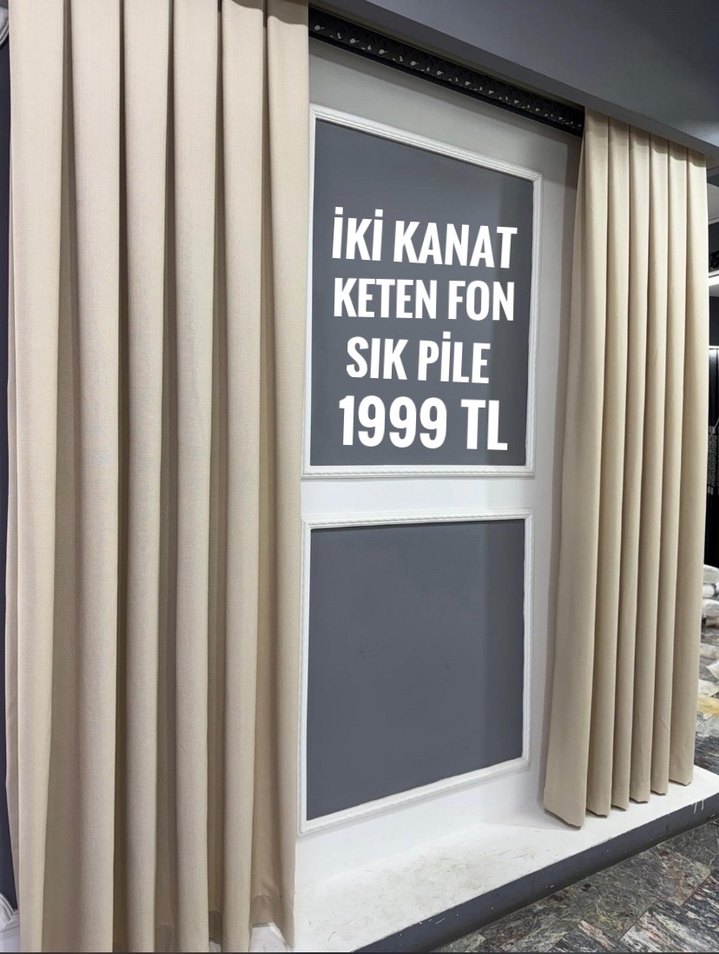 İKİ KANAT
KETEN FON
SIK PİLE
1999 TL